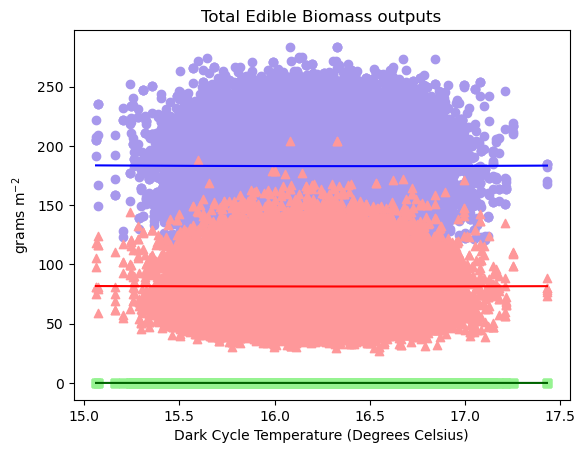 Total Edible Biomass outputs
grams m⁻²
250
200
150
100
50
0
15.0 15.5 16.0 16.5 17.0 17.5
Dark Cycle Temperature (Degrees Celsius)